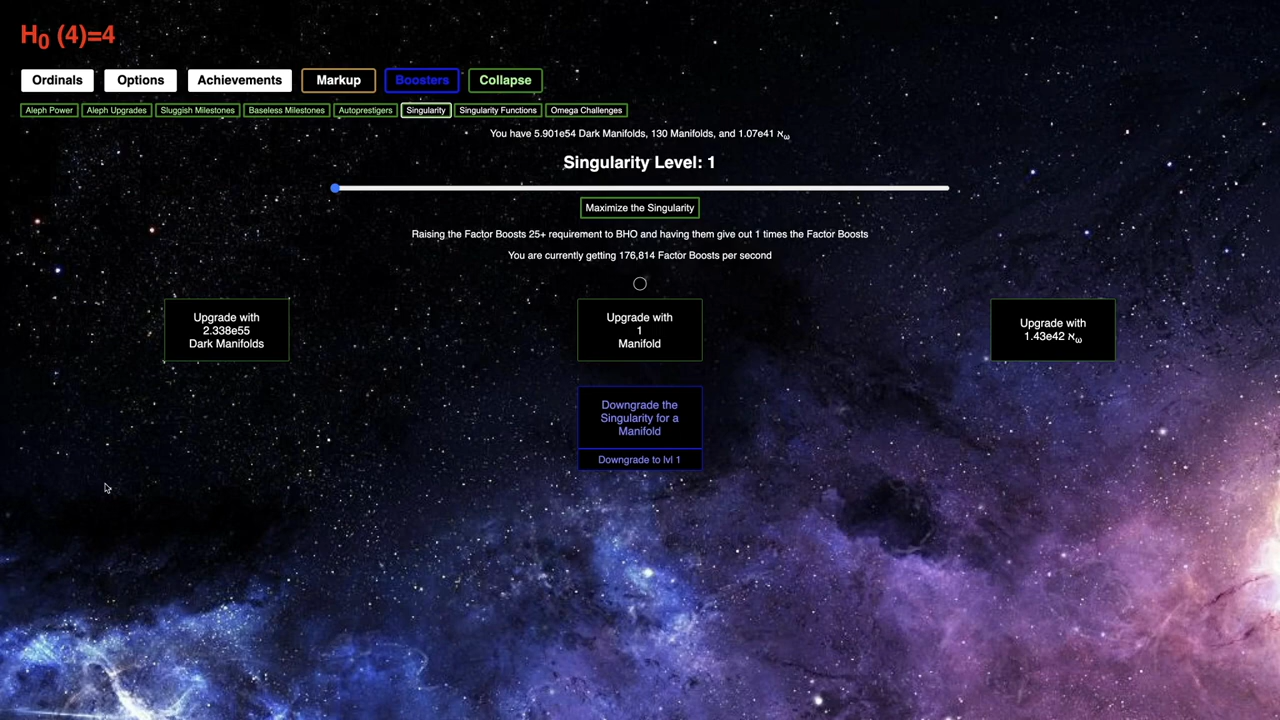 H₀ (4)=4
Ordinals Options Achievements Markup Boosters Collapse
Aleph Power Aleph Upgrades Sluggish Milestones Baseless Milestones Autoprestigers Singularity Singularity Functions Omega Challenges
You have 5.901e54 Dark Manifolds, 130 Manifolds, and 1.07e41 ℵω
Singularity Level: 1
Maximize the Singularity
Raising the Factor Boosts 25+ requirement to BHO and having them give out 1 times the Factor Boosts
You are currently getting 176,814 Factor Boosts per second
Upgrade with
2.338e55
Dark Manifolds
Upgrade with
1
Manifold
Upgrade with
1.43e42 ℵω
Downgrade the
Singularity for a
Manifold
Downgrade to lvl 1